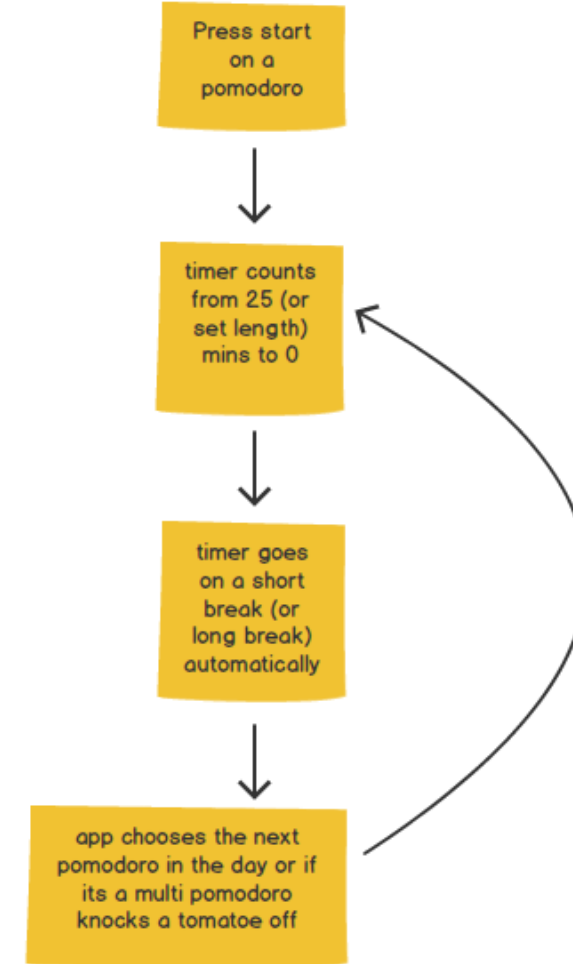 Press start
on a
pomodoro
timer counts
from 25 (or
set length)
mins to 0
timer goes
on a short
break (or
long break)
automatically
app chooses the next
pomodoro in the day or if
its a multi pomodoro
knocks a tomatoe off